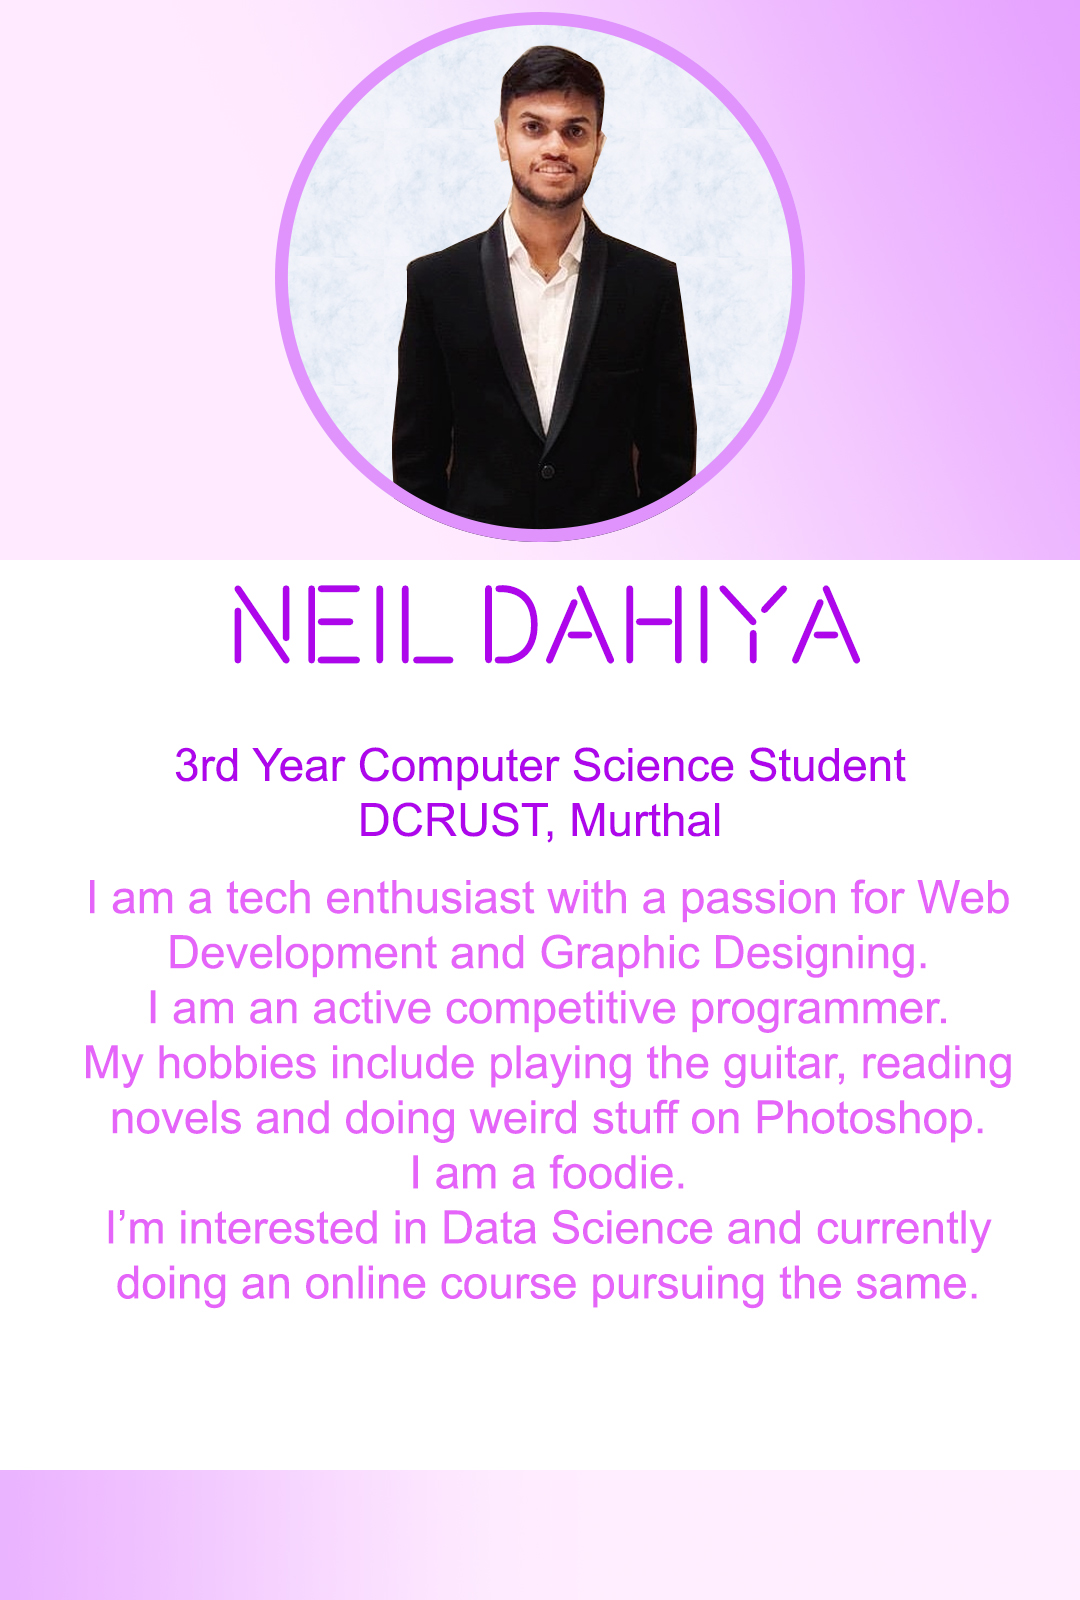 NEIL DAHIYA
3rd Year Computer Science Student
DCRUST, Murthal
I am a tech enthusiast with a passion for Web
Development and Graphic Designing.
I am an active competitive programmer.
My hobbies include playing the guitar, reading
novels and doing weird stuff on Photoshop.
I am a foodie.
I’m interested in Data Science and currently
doing an online course pursuing the same.